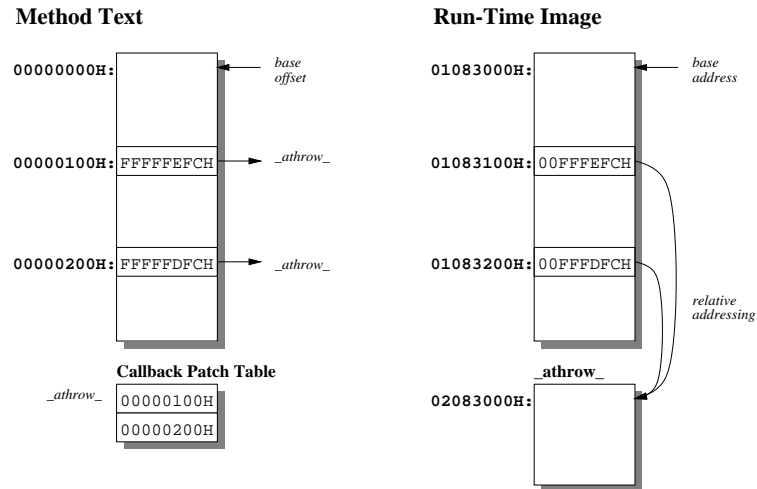 Method Text
00000000H:
base
offset
00000100H: FFFFFEFCH
_athrow_
00000200H: FFFFFDFCH
_athrow_
Callback Patch Table
_athrow_
00000100H
00000200H
Run-Time Image
01083000H:
base
address
01083100H: 00FFFEFCH
01083200H: 00FFFDFCH
relative
addressing
_athrow_
02083000H: